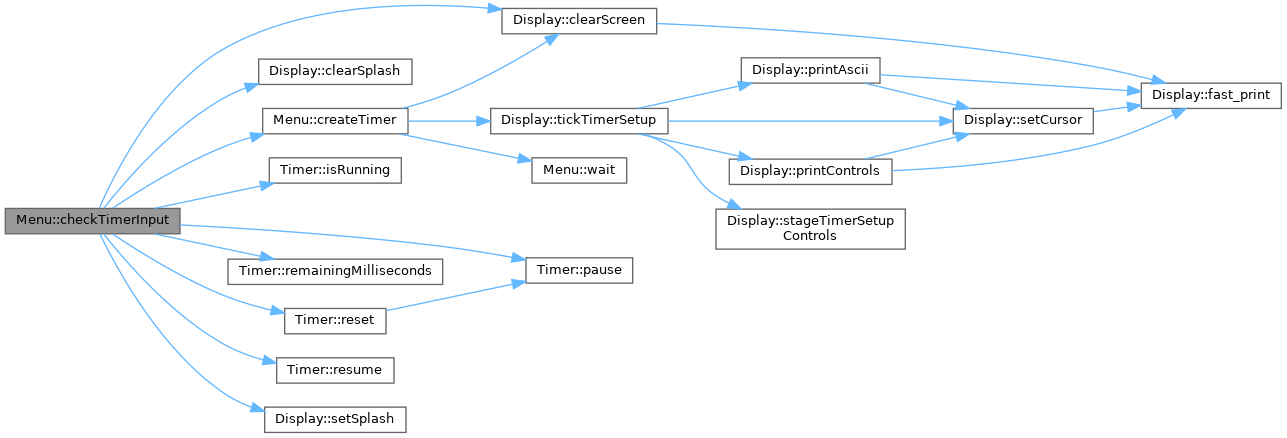 Menu::checkTimerInput
Display::clearScreen
Display::clearSplash
Menu::createTimer
Timer::isRunning
Timer::remainingMilliseconds
Timer::reset
Timer::resume
Display::setSplash
Display::tickTimerSetup
Menu::wait
Timer::pause
Display::printAscii
Display::printControls
Display::stageTimerSetup
Controls
Display::setCursor
Display::fast_print